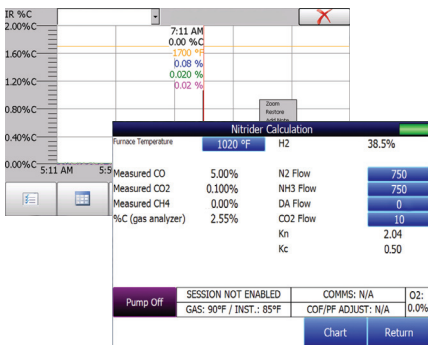 IR %C
2.00%C
7:11 AM
0.00 %C
1700 °F
1.60%C
0.08 %
0.020 %
1.20%C
0.02 %
0.80%C
Zoom
Restore
Add Note
0.40%C
0.00%C
5:11 AM
Nitrider Calculation
Furnace Temperature 1020 °F H2 38.5%
Measured CO 5.00% N2 Flow 750
Measured CO2 0.100% NH3 Flow 750
Measured CH4 0.00% DA Flow 0
%C (gas analyzer) 2.55% CO2 Flow 10
Kn 2.04
Kc 0.50
Pump Off
SESSION NOT ENABLED COMMS: N/A O2:
GAS: 90°F / INST.: 85°F COF/PF ADJUST: N/A 0.0%
Chart Return